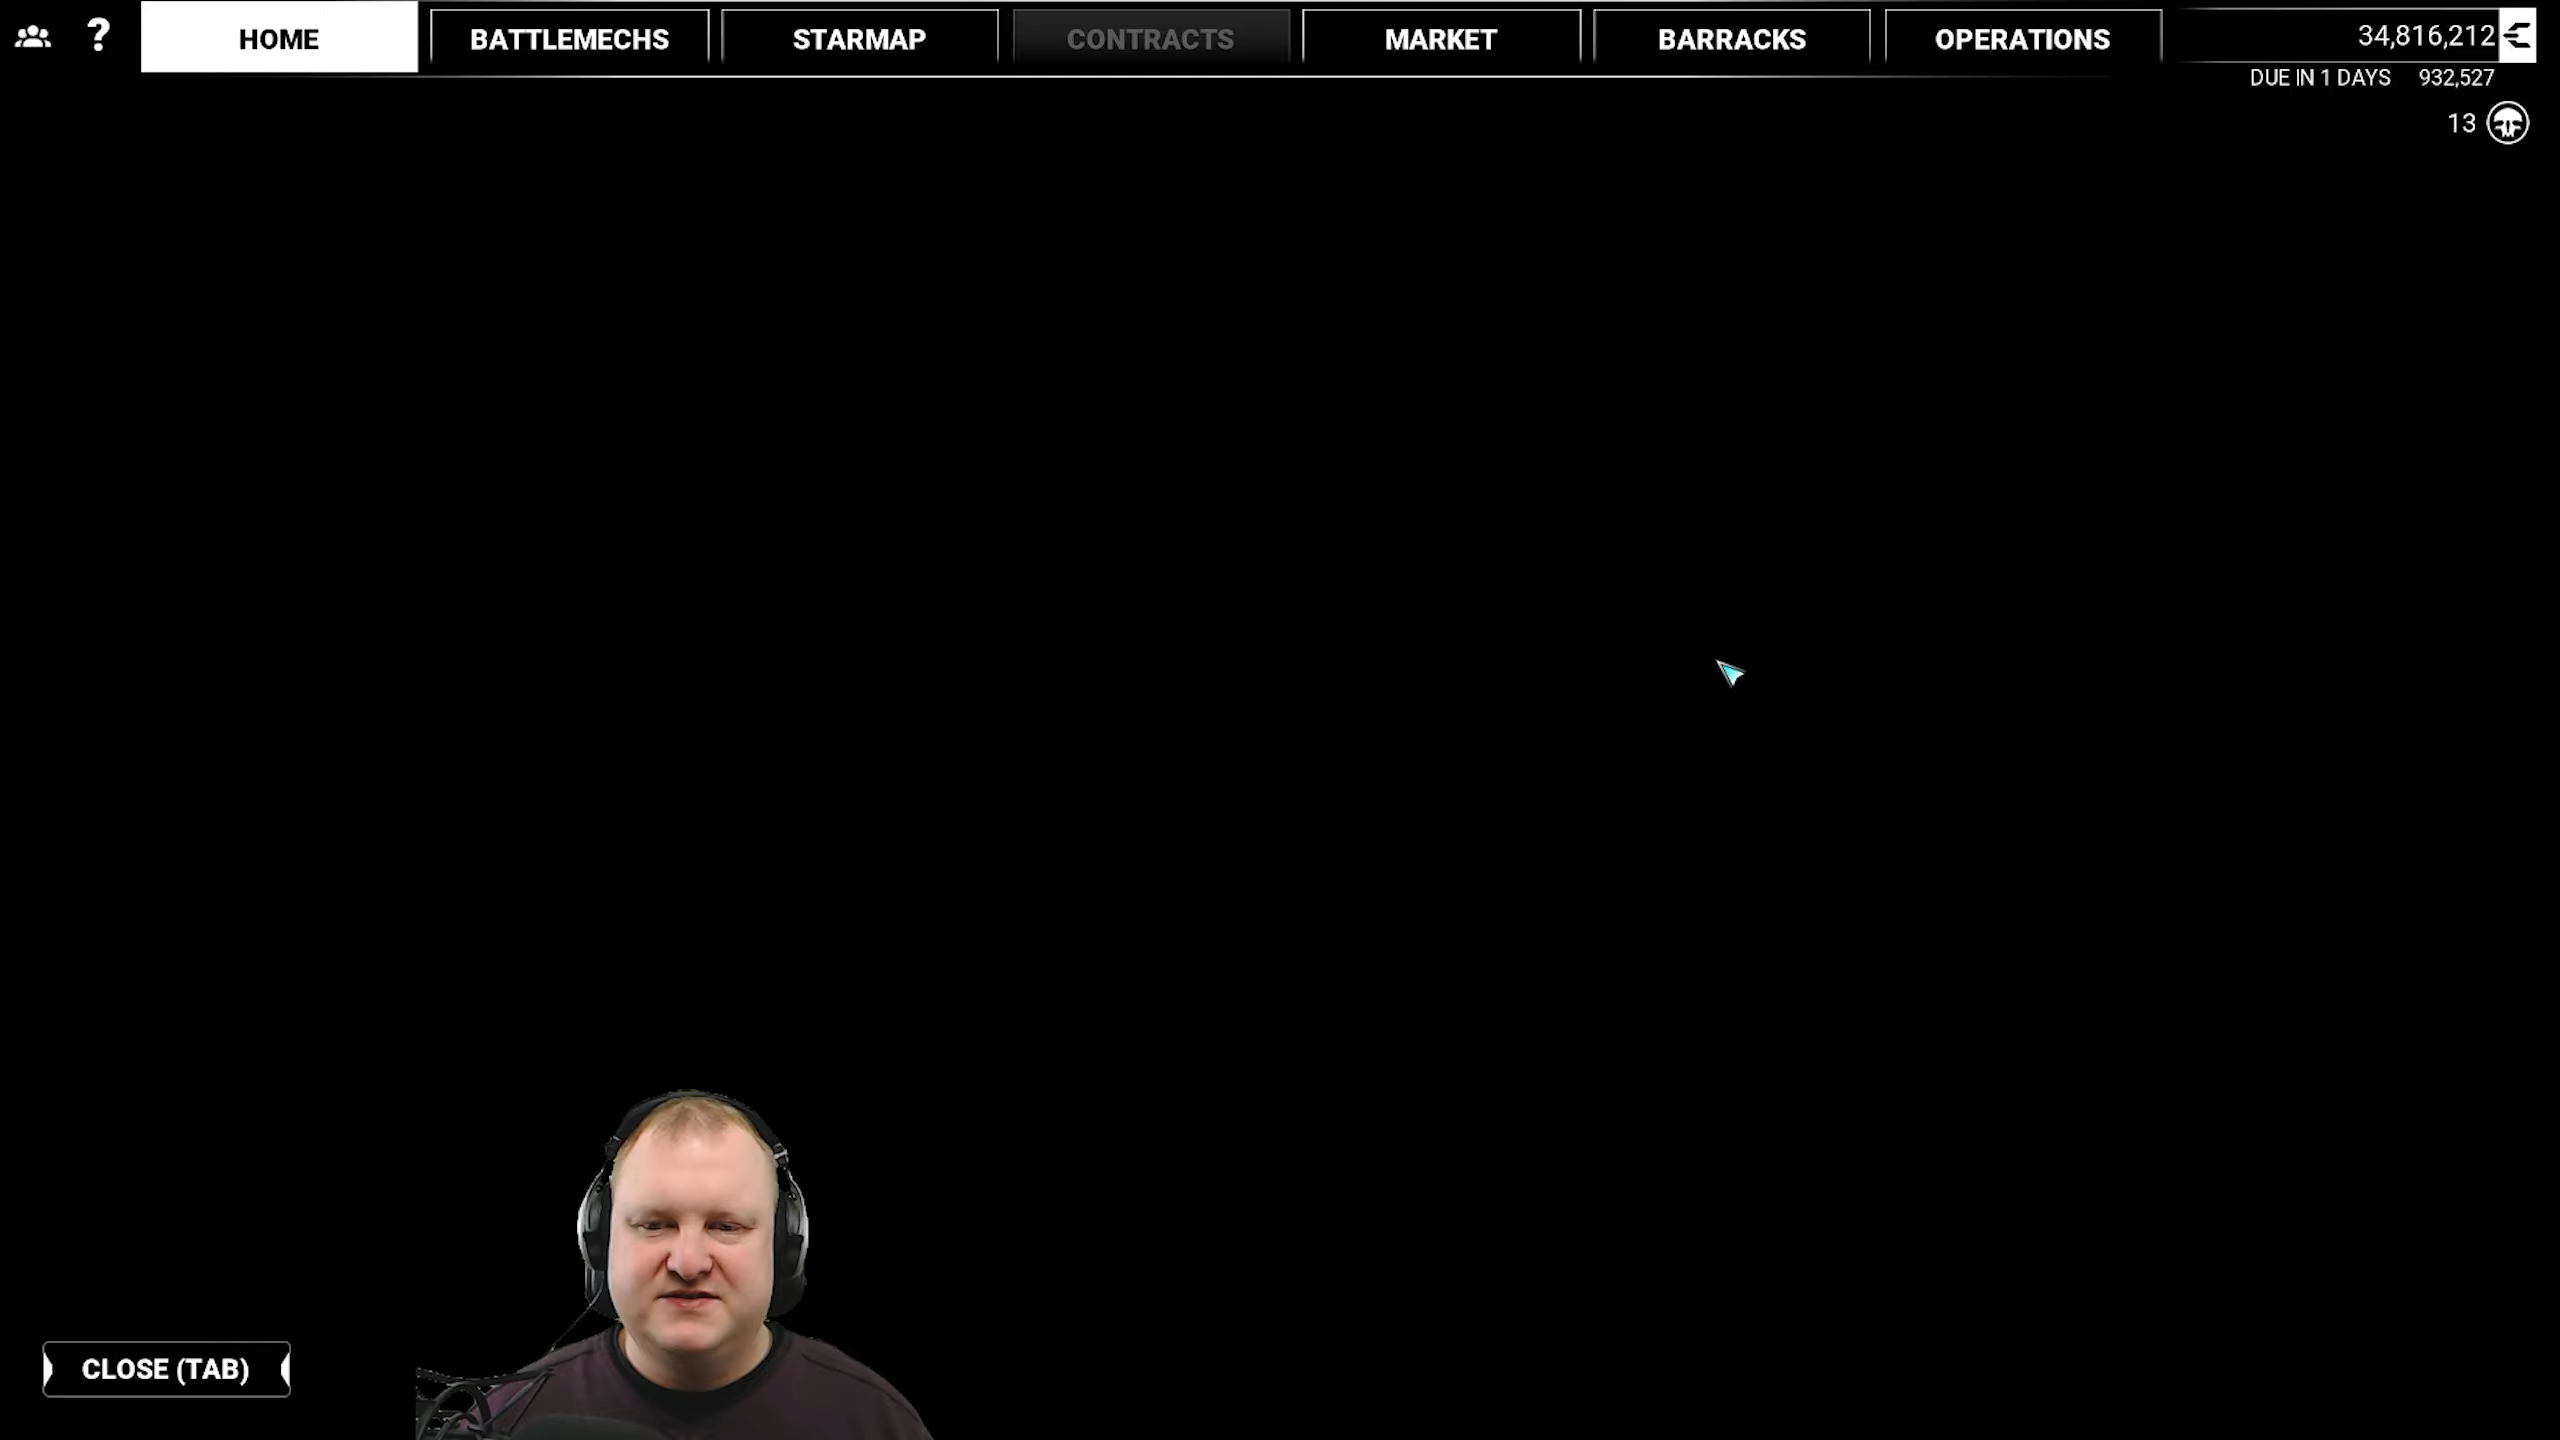 ?
HOME
BATTLEMECHS
STARMAP
CONTRACTS
MARKET
BARRACKS
OPERATIONS
34,816,212
DUE IN 1 DAYS 932,527
13
CLOSE (TAB)